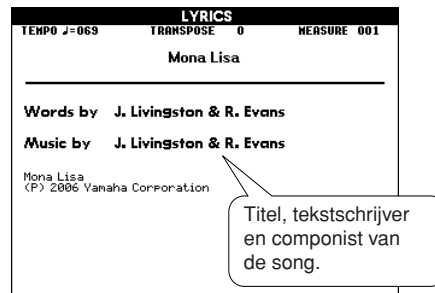 LYRICS
TEMPO ♩=069 TRANSPOSE 0 MEASURE 001
Mona Lisa
Words by J. Livingston & R. Evans
Music by J. Livingston & R. Evans
Mona Lisa
(P) 2006 Yamaha Corporation
Titel, tekstschrijver
en componist van
de song.